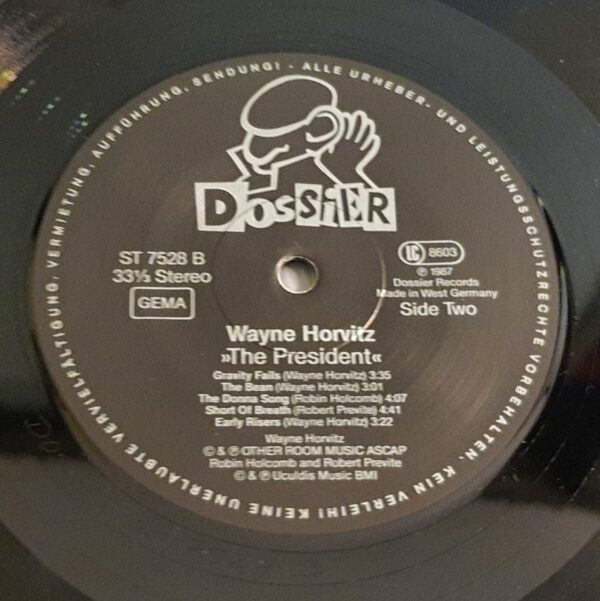 VERVIELFÄLTIGUNG, VERMIETUNG, AUFFÜHRUNG, SENDUNG! - ALLE URHEBER- UND LEISTUNGSSCHUTZRECHTE VORBEHALTEN. KEIN VERLEIH! KEINE UNERLAUBTE
DOSSIER
ST 7528 B
33⅓ Stereo
GEMA
LC 8603
℗ 1987
Dossier Records
Made in West Germany
Side Two
Wayne Horvitz
»The President«
Gravity Falls (Wayne Horvitz) 3:35
The Bean (Wayne Horvitz) 3:01
The Donna Song (Robin Holcomb) 4:07
Short Of Breath (Robert Previte) 4:41
Early Risers (Wayne Horvitz) 3:22
Wayne Horvitz
© & ℗ OTHER ROOM MUSIC ASCAP
Robin Holcomb and Robert Previte
© & ℗ Uculdis Music BMI